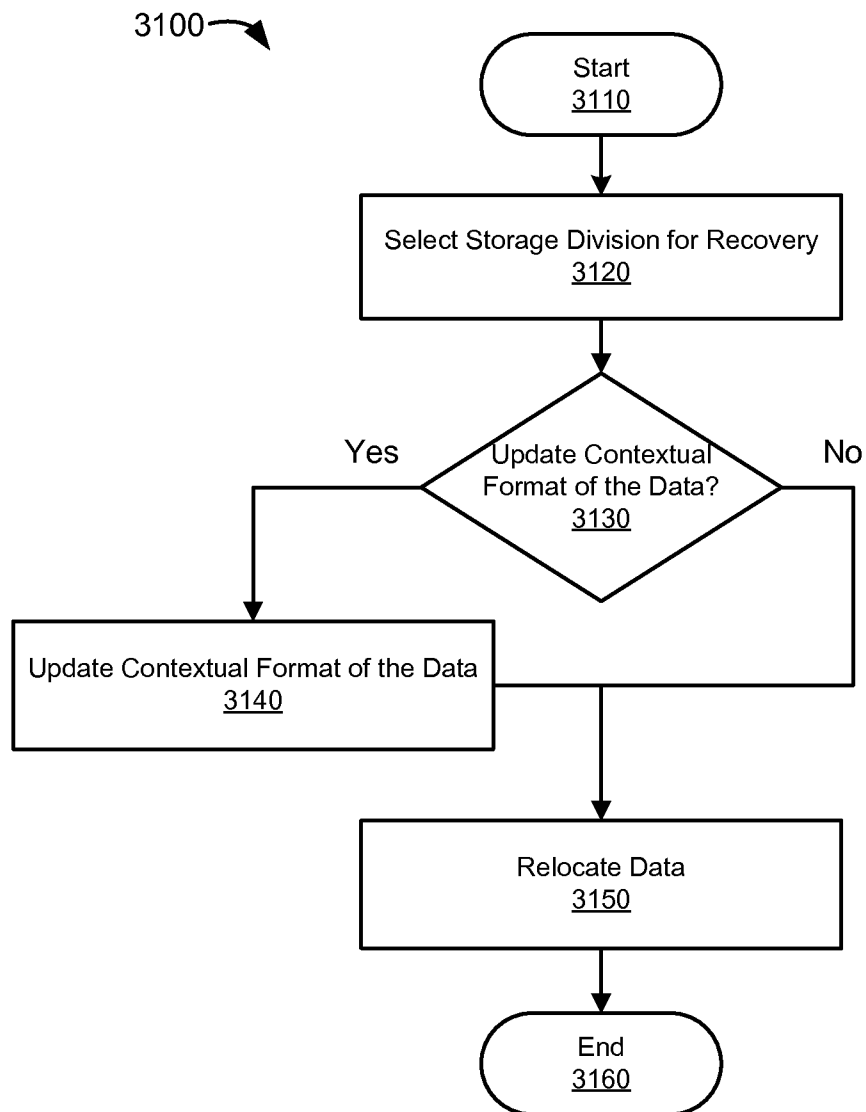 3100
Start
3110
Select Storage Division for Recovery
3120
Yes
No
Update Contextual
Format of the Data?
3130
Update Contextual Format of the Data
3140
Relocate Data
3150
End
3160